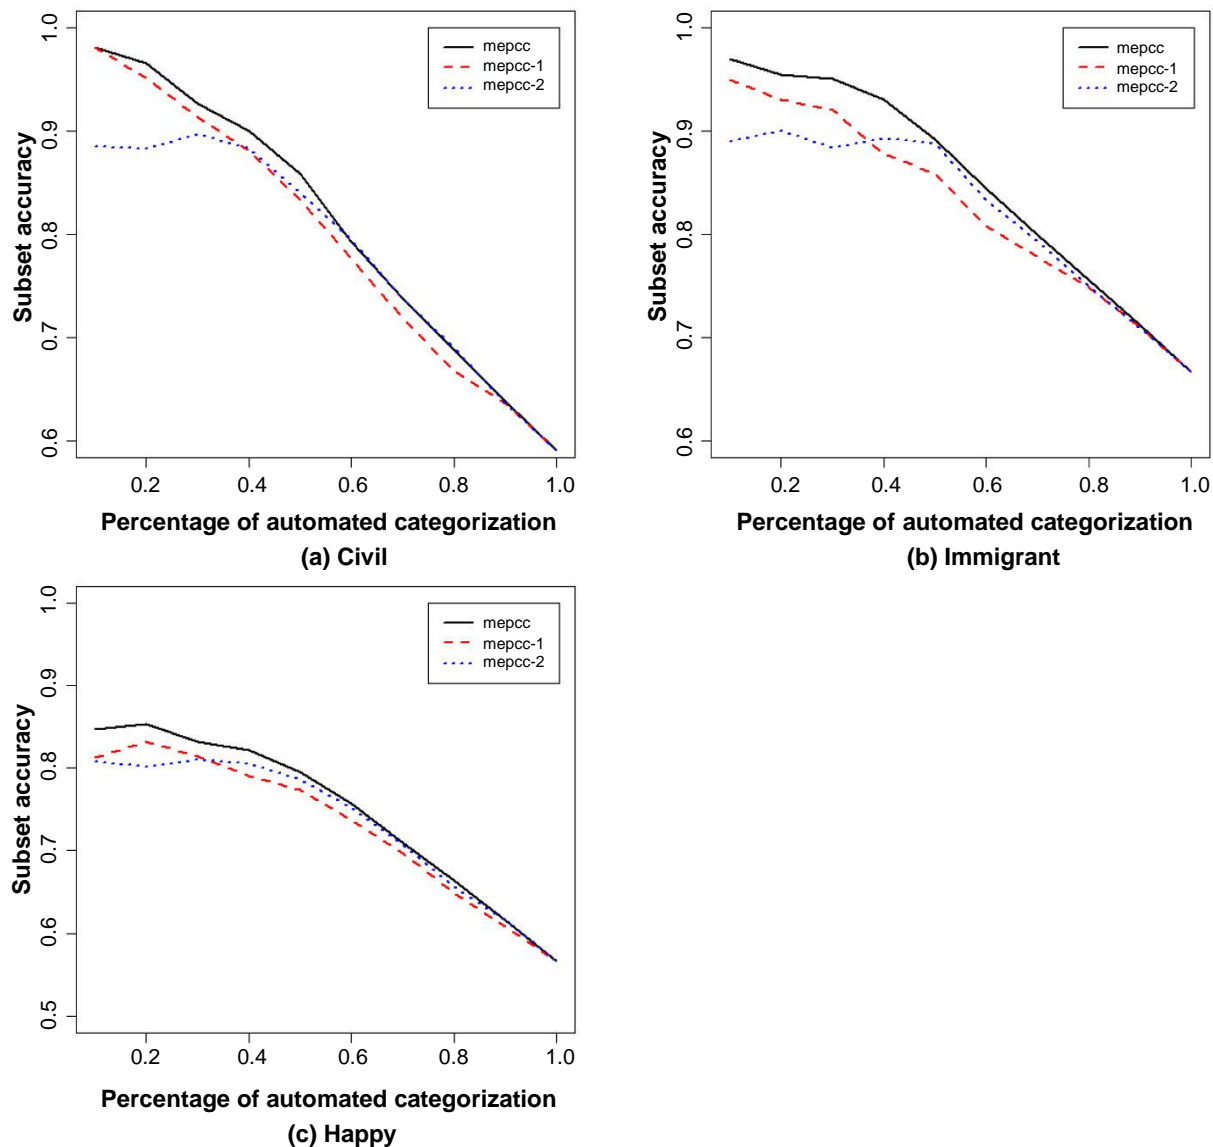 1.0
0.9
0.8
0.7
0.6
Subset accuracy
mepcc
mepcc-1
mepcc-2
0.2 0.4 0.6 0.8 1.0
Percentage of automated categorization
(a) Civil
1.0
0.9
0.8
0.7
0.6
Subset accuracy
mepcc
mepcc-1
mepcc-2
0.2 0.4 0.6 0.8 1.0
Percentage of automated categorization
(b) Immigrant
1.0
0.9
0.8
0.7
0.6
0.5
Subset accuracy
mepcc
mepcc-1
mepcc-2
0.2 0.4 0.6 0.8 1.0
Percentage of automated categorization
(c) Happy